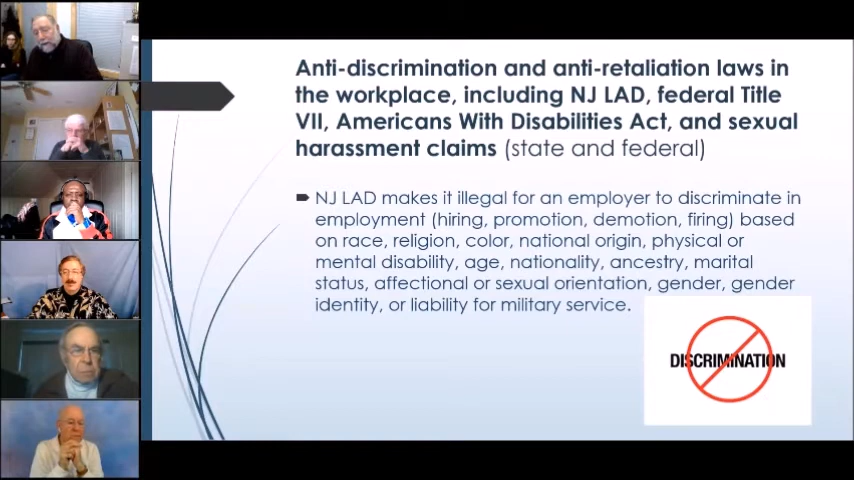 Anti-discrimination and anti-retaliation laws in
the workplace, including NJ LAD, federal Title
VII, Americans With Disabilities Act, and sexual
harassment claims (state and federal)
NJ LAD makes it illegal for an employer to discriminate in
employment (hiring, promotion, demotion, firing) based
on race, religion, color, national origin, physical or
mental disability, age, nationality, ancestry, marital
status, affectional or sexual orientation, gender, gender
identity, or liability for military service.
DISCRIMINATION